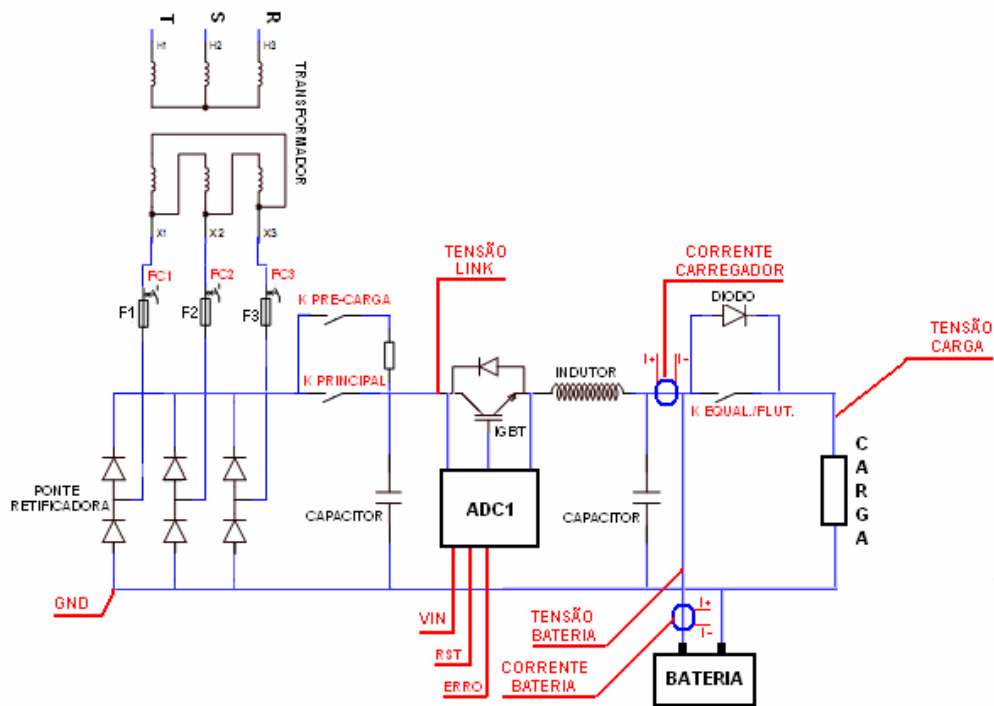 T S R
H1 H2 H3
TRANSFORMADOR
X1 X2 X3
FC1 FC2 FC3
F1 F2 F3
K PRE-CARGA
K PRINCIPAL
TENSÃO
LINK
CORRENTE
CARREGADOR
DIODO
TENSÃO
CARGA
I+ I-
INDUTOR
IGBT
K EQUAL./FLUT.
PONTE
RETIFICADORA
CAPACITOR
ADC1
CAPACITOR
CARGA
GND
VIN
RST
ERRO
TENSÃO
BATERIA
I+
I-
CORRENTE
BATERIA
BATERIA